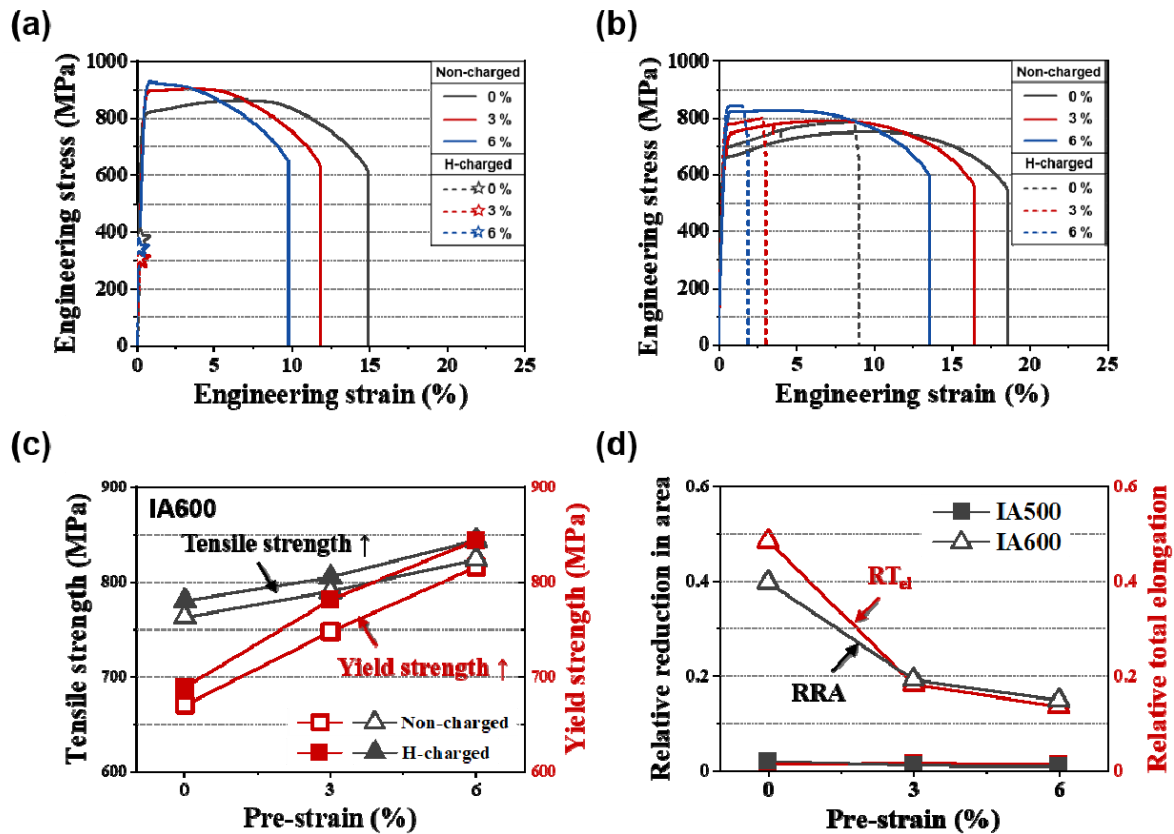 (a)
Engineering stress (MPa)
1000
800
600
400
200
0
0 5 10 15 20 25
Engineering strain (%)
Non-charged
0 %
3 %
6 %
H-charged
0 %
3 %
6 %
(b)
Engineering stress (MPa)
1000
800
600
400
200
0
0 5 10 15 20 25
Engineering strain (%)
Non-charged
0 %
3 %
6 %
H-charged
0 %
3 %
6 %
(c)
IA600
Tensile strength (MPa)
900
800
700
600
Tensile strength ↑
Yield strength ↑
Non-charged
H-charged
0 3 6
Pre-strain (%)
900
800
700
600
Yield strength (MPa)
(d)
Relative reduction in area
0.6
0.4
0.2
0
IA500
IA600
RTel
RRA
0 3 6
Pre-strain (%)
0.6
0.4
0.2
0
Relative total elongation